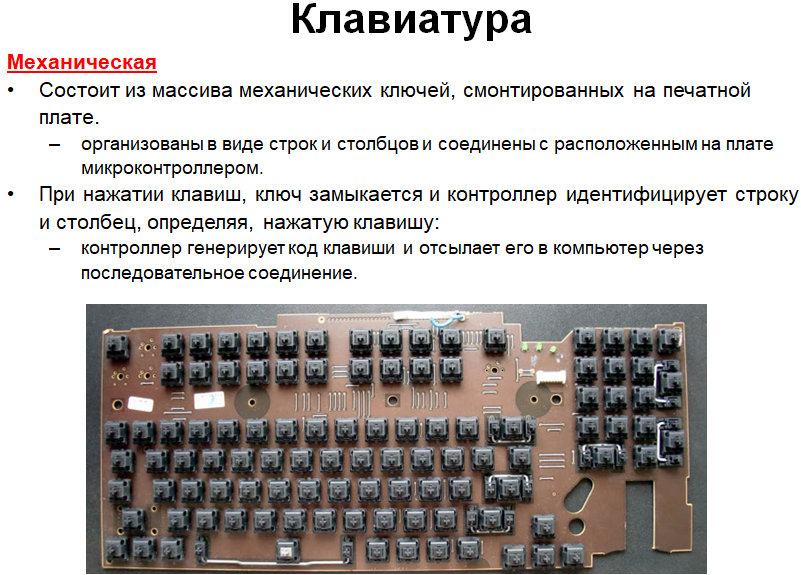 Клавиатура
Механическая
• Состоит из массива механических ключей, смонтированных на печатной
плате.
– организованы в виде строк и столбцов и соединены с расположенным на плате
микроконтроллером.
• При нажатии клавиш, ключ замыкается и контроллер идентифицирует строку
и столбец, определяя, нажатую клавишу:
– контроллер генерирует код клавиши и отсылает его в компьютер через
последовательное соединение.